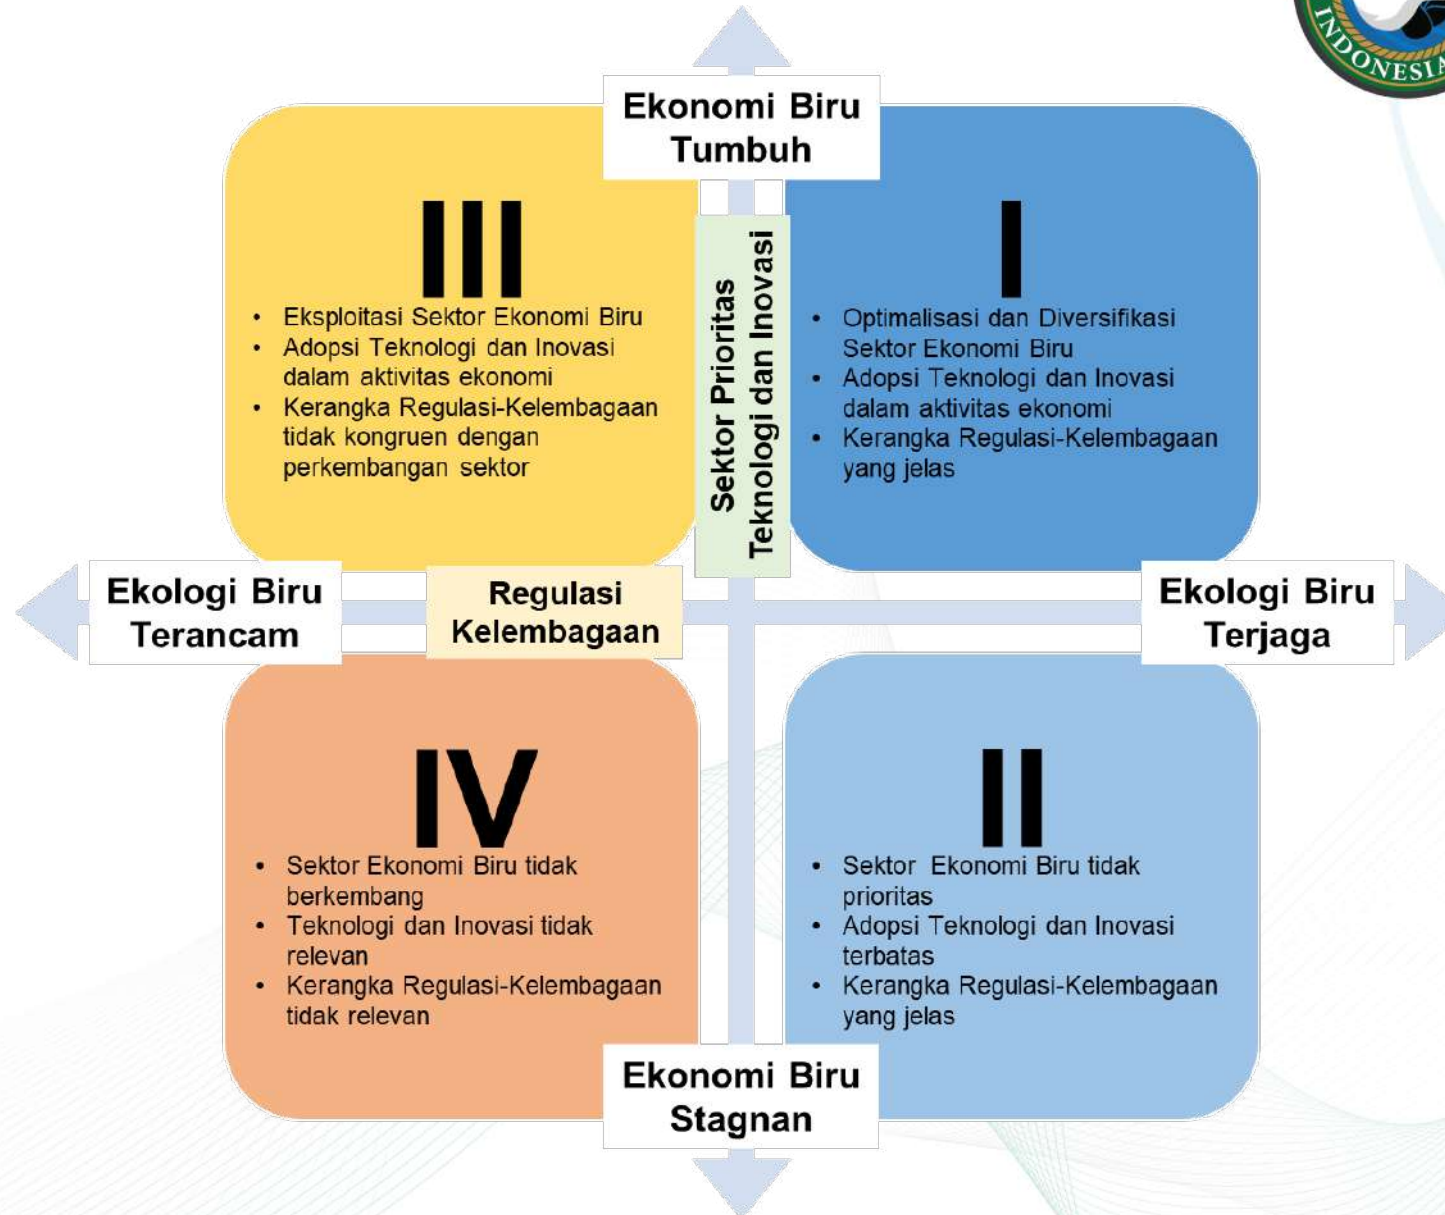 INDONESIA
Ekonomi Biru
Tumbuh
III
• Eksploitasi Sektor Ekonomi Biru
• Adopsi Teknologi dan Inovasi
dalam aktivitas ekonomi
• Kerangka Regulasi-Kelembagaan
tidak kongruen dengan
perkembangan sektor
Sektor Prioritas
Teknologi dan Inovasi
I
• Optimalisasi dan Diversifikasi
Sektor Ekonomi Biru
• Adopsi Teknologi dan Inovasi
dalam aktivitas ekonomi
• Kerangka Regulasi-Kelembagaan
yang jelas
Ekologi Biru
Terancam
Regulasi
Kelembagaan
Ekologi Biru
Terjaga
IV
• Sektor Ekonomi Biru tidak
berkembang
• Teknologi dan Inovasi tidak
relevan
• Kerangka Regulasi-Kelembagaan
tidak relevan
II
• Sektor Ekonomi Biru tidak
prioritas
• Adopsi Teknologi dan Inovasi
terbatas
• Kerangka Regulasi-Kelembagaan
yang jelas
Ekonomi Biru
Stagnan